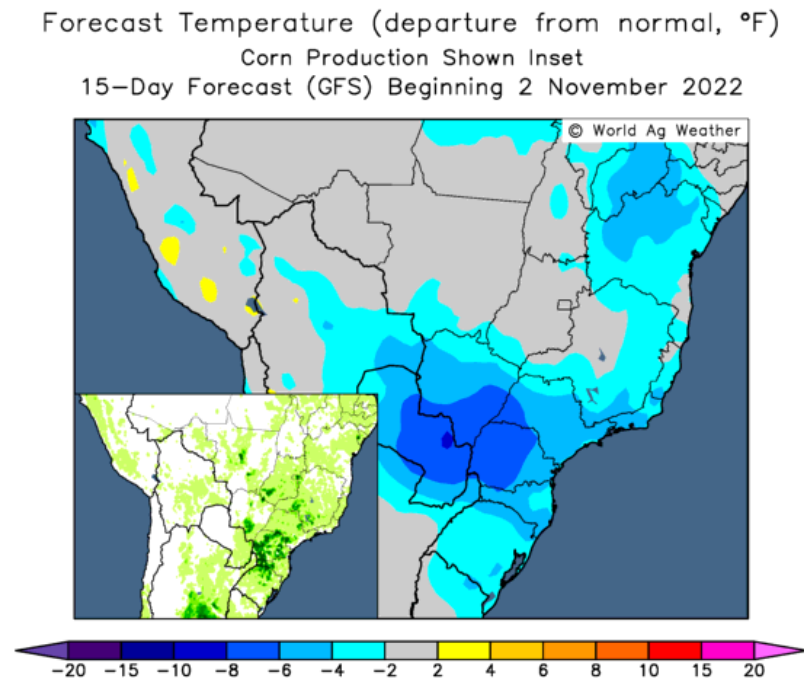 Forecast Temperature (departure from normal, °F)
Corn Production Shown Inset
15-Day Forecast (GFS) Beginning 2 November 2022
© World Ag Weather
-20 -15 -10 -8 -6 -4 -2 2 4 6 8 10 15 20